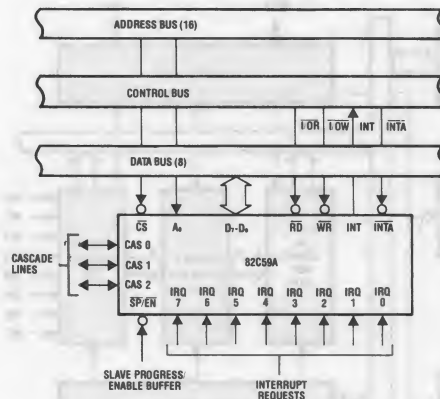 ADDRESS BUS (16)
CONTROL BUS
I/OR I/OW INT INTA
DATA BUS (8)
CS A₀ D₇-D₀ RD WR INT INTA
CASCADE
LINES
CAS 0
CAS 1
CAS 2
82C59A
SP/EN
IRQ IRQ IRQ IRQ IRQ IRQ IRQ IRQ
7 6 5 4 3 2 1 0
SLAVE PROGRESS/
ENABLE BUFFER
INTERRUPT
REQUESTS